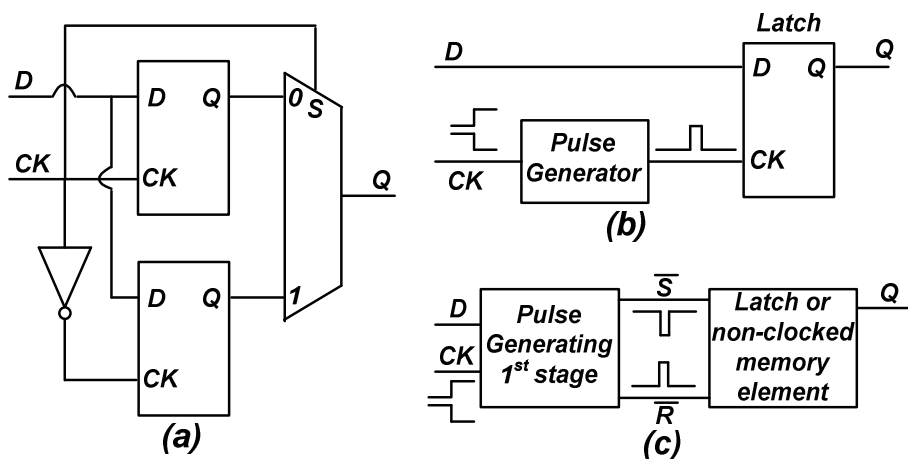 D
CK
D Q
CK
0
S
Q
D Q
CK
1
(a)
Latch
D
D Q
Q
Pulse
Generator
CK
CK
(b)
D
CK
Pulse
Generating
1st stage
S̅
R̅
Latch or
non-clocked
memory
element
Q
(c)